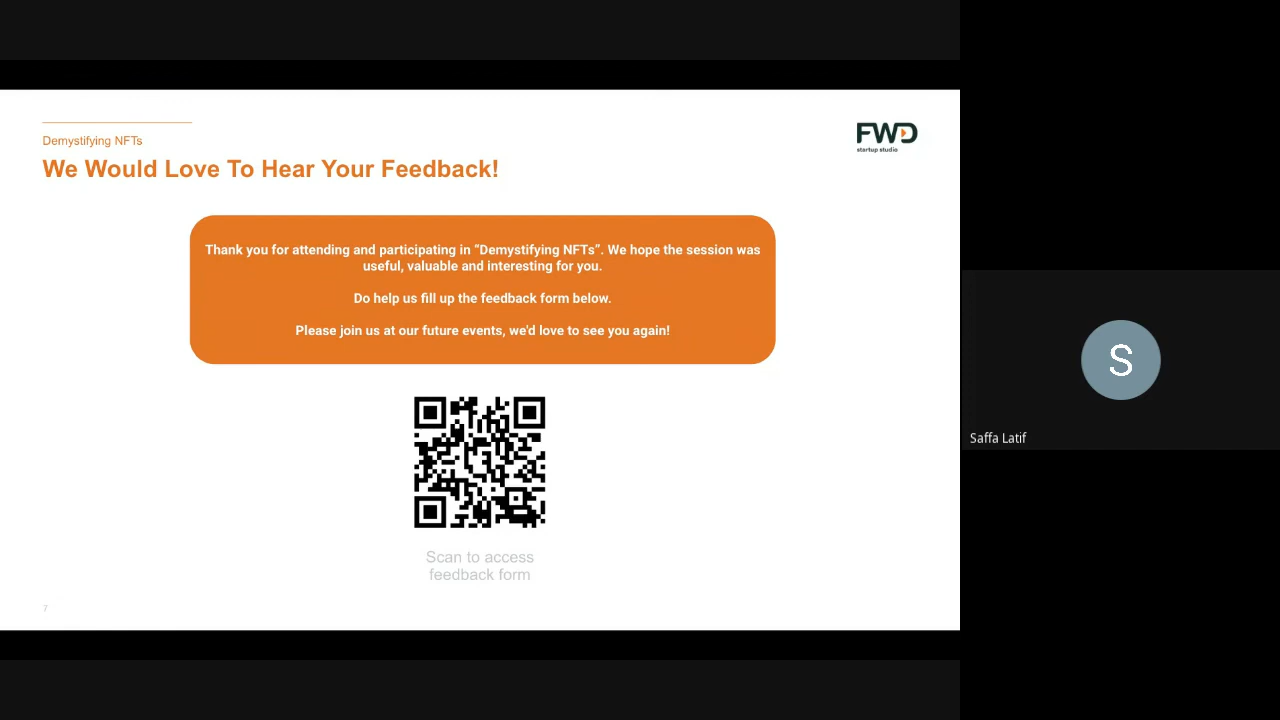 Demystifying NFTs
We Would Love To Hear Your Feedback!
FWD
startup studio
Thank you for attending and participating in “Demystifying NFTs”. We hope the session was
useful, valuable and interesting for you.
Do help us fill up the feedback form below.
Please join us at our future events, we'd love to see you again!
Scan to access
feedback form
7
S
Saffa Latif